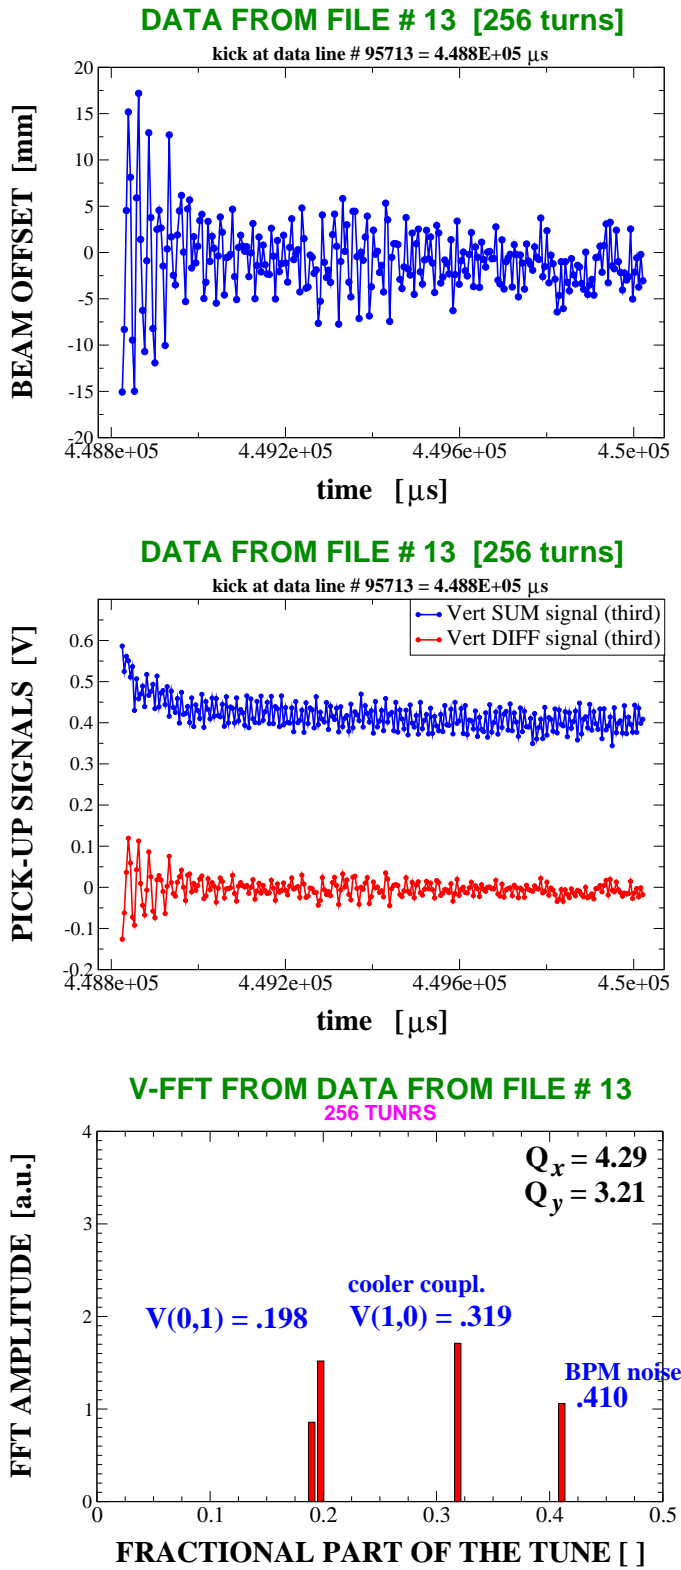 DATA FROM FILE # 13 [256 turns]
kick at data line # 95713 = 4.488E+05 μs
20
15
10
5
0
-5
-10
-15
-20
BEAM OFFSET [mm]
4.488e+05 4.492e+05 4.496e+05 4.5e+05
time [μs]
DATA FROM FILE # 13 [256 turns]
kick at data line # 95713 = 4.488E+05 μs
Vert SUM signal (third)
Vert DIFF signal (third)
0.6
0.5
0.4
0.3
0.2
0.1
0
-0.1
-0.2
PICK-UP SIGNALS [V]
4.488e+05 4.492e+05 4.496e+05 4.5e+05
time [μs]
V-FFT FROM DATA FROM FILE # 13
256 TUNRS
4
3
2
1
0
FFT AMPLITUDE [a.u.]
Qx = 4.29
Qy = 3.21
cooler coupl.
V(0,1) = .198 V(1,0) = .319
BPM noise
.410
0 0.1 0.2 0.3 0.4 0.5
FRACTIONAL PART OF THE TUNE [ ]